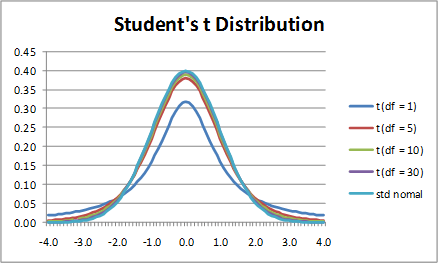 Student's t Distribution
0.45
0.40
0.35
0.30
0.25
0.20
0.15
0.10
0.05
0.00
-4.0 -3.0 -2.0 -1.0 0.0 1.0 2.0 3.0 4.0
t (df = 1)
t (df = 5)
t (df = 10)
t (df = 30)
std nomal